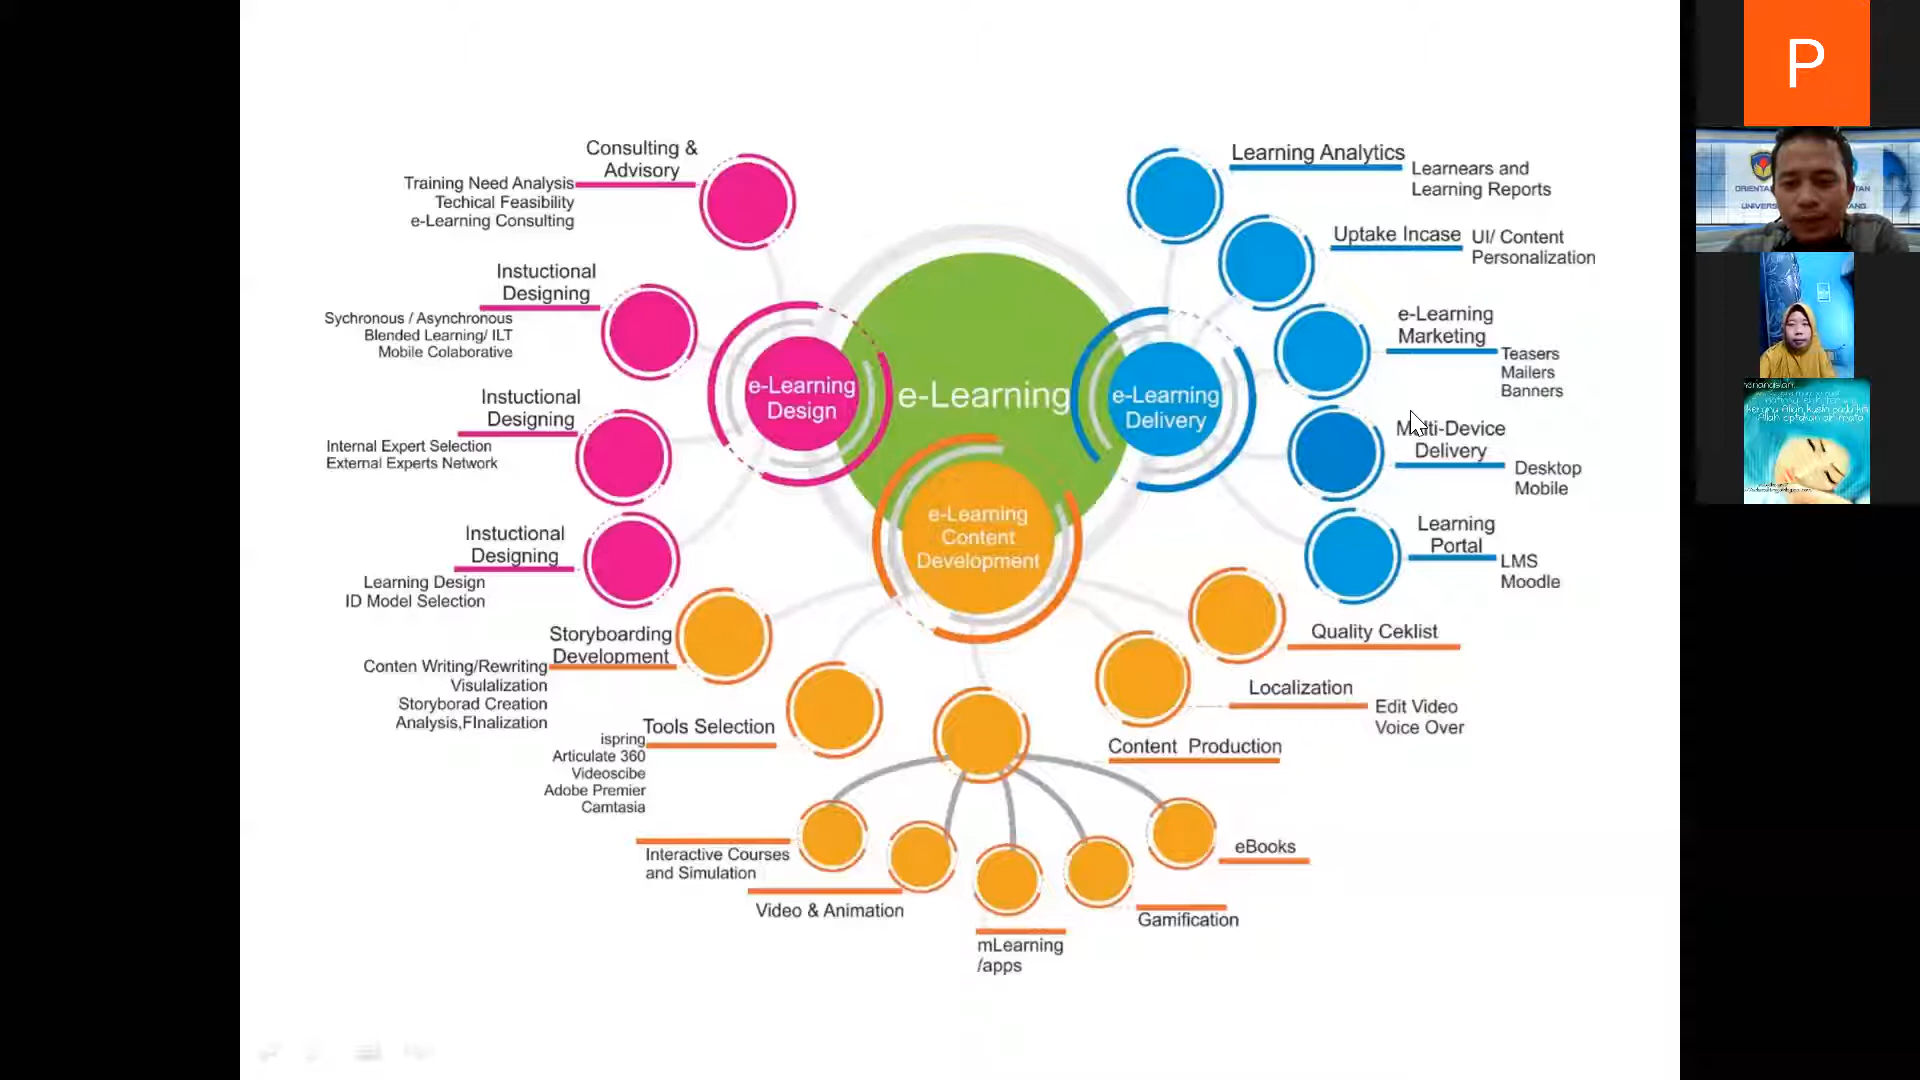 Consulting &
Advisory
Training Need Analysis
Techical Feasibility
e-Learning Consulting
Instuctional
Designing
Sychronous / Asynchronous
Blended Learning/ ILT
Mobile Colaborative
Instuctional
Designing
Internal Expert Selection
External Experts Network
Instuctional
Designing
Learning Design
ID Model Selection
e-Learning
Design
e-Learning
e-Learning
Delivery
e-Learning
Content
Development
Learning Analytics
Learnears and
Learning Reports
Uptake Incase
UI/ Content
Personalization
e-Learning
Marketing
Teasers
Mailers
Banners
Multi-Device
Delivery
Desktop
Mobile
Learning
Portal
LMS
Moodle
Storyboarding
Development
Conten Writing/Rewriting
Visulalization
Storyborad Creation
Analysis,FInalization
Tools Selection
ispring
Articulate 360
Videoscibe
Adobe Premier
Camtasia
Quality Ceklist
Localization
Edit Video
Voice Over
Content Production
Interactive Courses
and Simulation
Video & Animation
mLearning
/apps
Gamification
eBooks
P